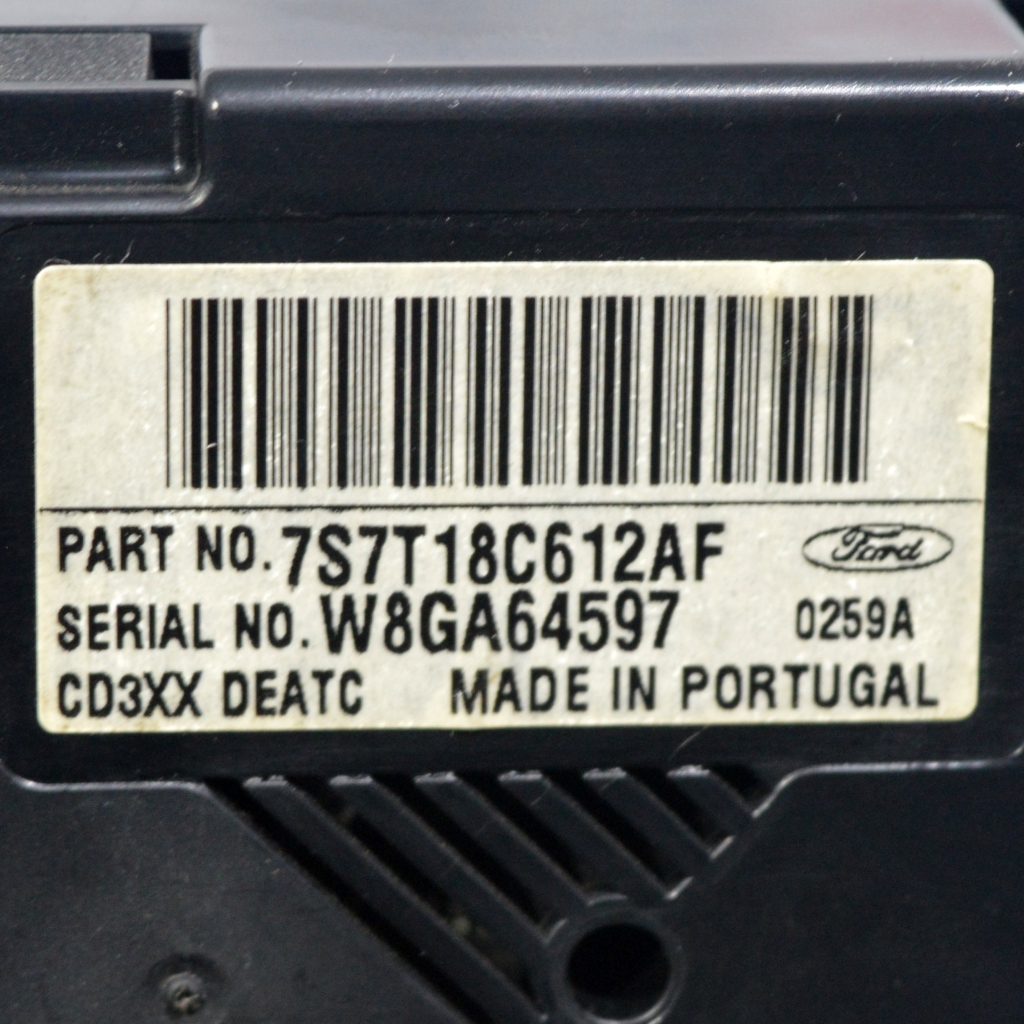 PART NO. 7S7T18C612AF Ford
SERIAL NO. W8GA64597 0259A
CD3XX DEATC MADE IN PORTUGAL